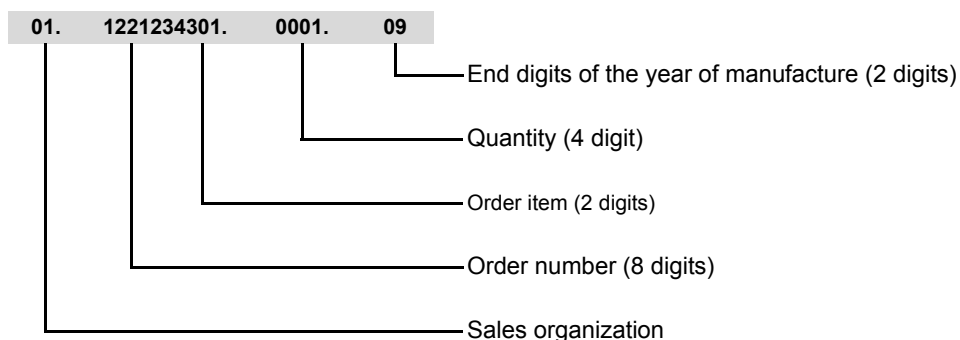 01. 1221234301. 0001. 09
End digits of the year of manufacture (2 digits)
Quantity (4 digit)
Order item (2 digits)
Order number (8 digits)
Sales organization